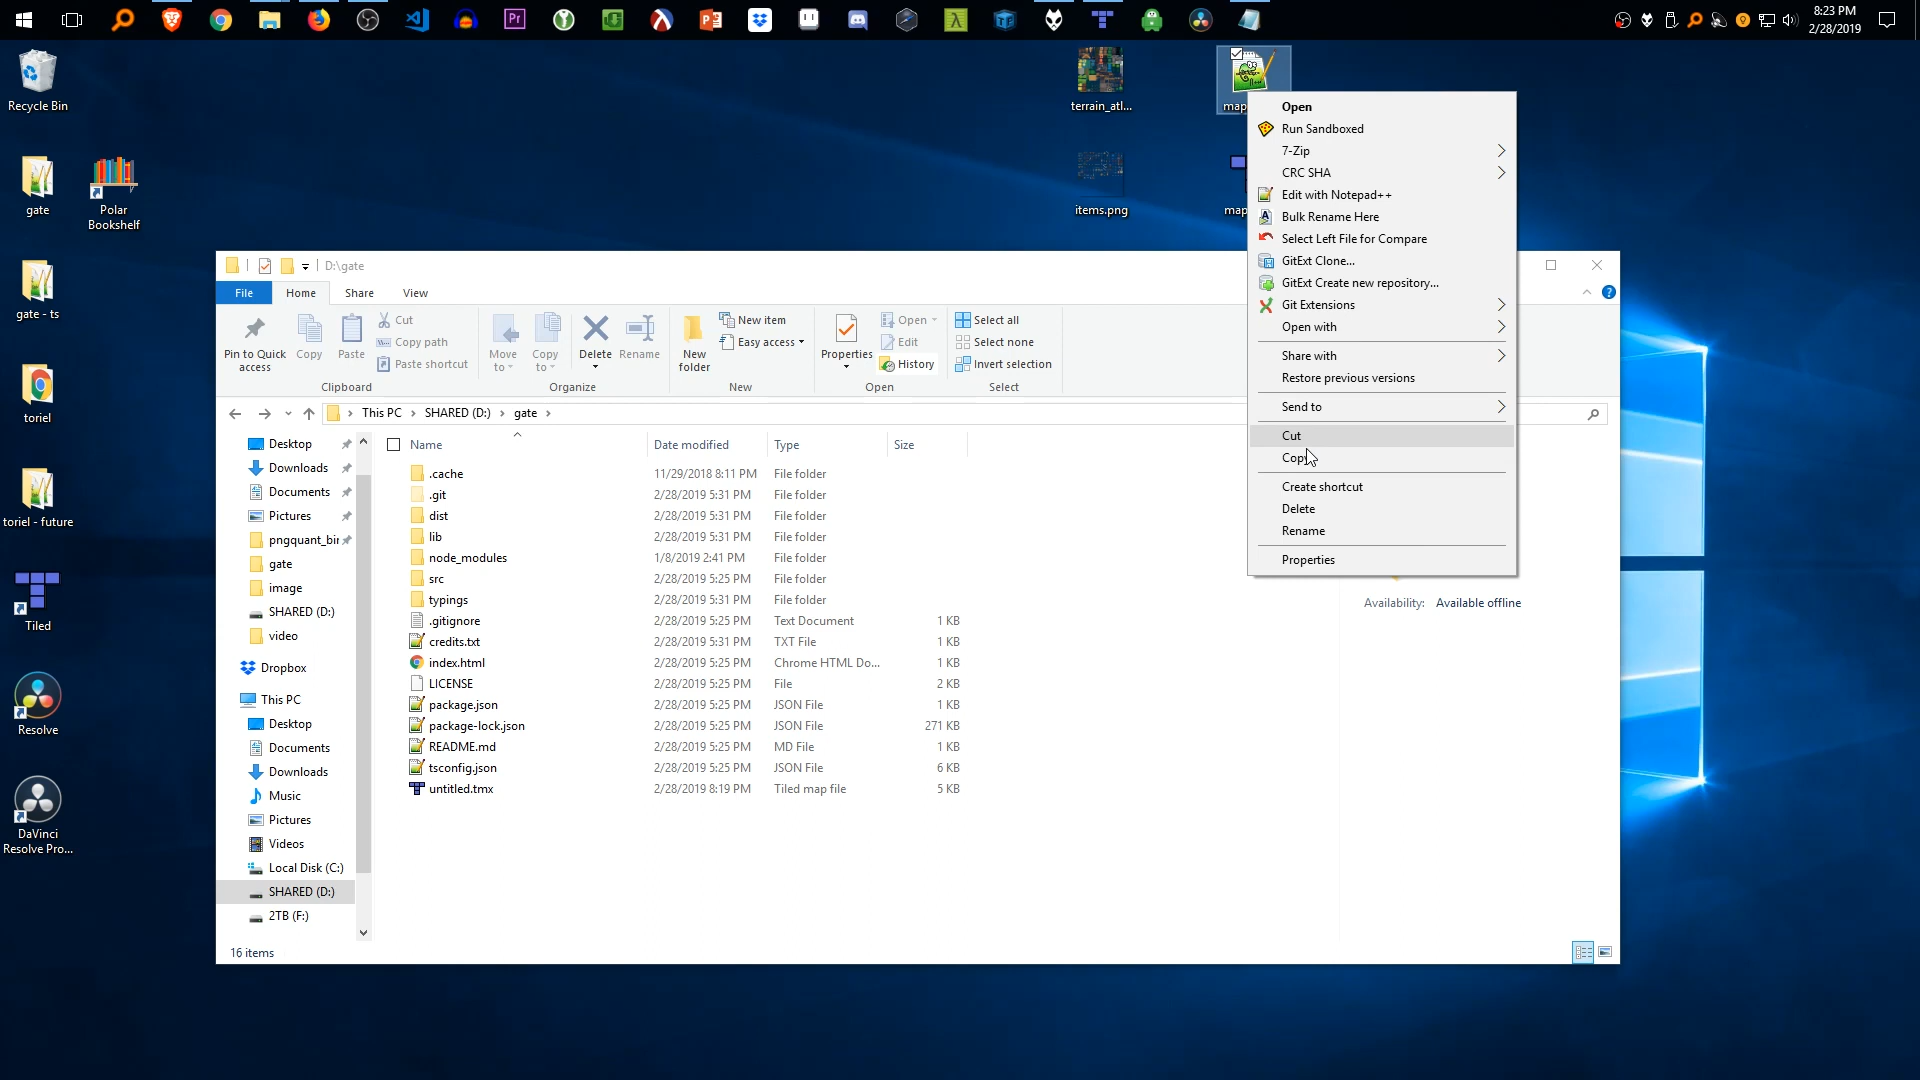 8:23 PM
2/28/2019
Recycle Bin
terrain_atl...
map
gate
Polar
Bookshelf
items.png
map
gate - ts
toriel
toriel - future
Tiled
Resolve
DaVinci
Resolve Pro...
D:\gate
File
Home
Share
View
Pin to Quick
access
Copy
Paste
Cut
Copy path
Paste shortcut
Clipboard
Move
to
Copy
to
Delete
Rename
Organize
New
folder
New item
Easy access
New
Properties
Open
Edit
History
Open
Select all
Select none
Invert selection
Select
This PC
SHARED (D:)
gate
Desktop
Downloads
Documents
Pictures
pngquant_bin
gate
image
SHARED (D:)
video
Dropbox
This PC
Desktop
Documents
Downloads
Music
Pictures
Videos
Local Disk (C:)
SHARED (D:)
2TB (F:)
Name Date modified Type Size
.cache 11/29/2018 8:11 PM File folder
.git 2/28/2019 5:31 PM File folder
dist 2/28/2019 5:31 PM File folder
lib 2/28/2019 5:31 PM File folder
node_modules 1/8/2019 2:41 PM File folder
src 2/28/2019 5:25 PM File folder
typings 2/28/2019 5:31 PM File folder
.gitignore 2/28/2019 5:25 PM Text Document 1 KB
credits.txt 2/28/2019 5:31 PM TXT File 1 KB
index.html 2/28/2019 5:25 PM Chrome HTML Do... 1 KB
LICENSE 2/28/2019 5:25 PM File 2 KB
package.json 2/28/2019 5:25 PM JSON File 1 KB
package-lock.json 2/28/2019 5:25 PM JSON File 271 KB
README.md 2/28/2019 5:25 PM MD File 1 KB
tsconfig.json 2/28/2019 5:25 PM JSON File 6 KB
untitled.tmx 2/28/2019 8:19 PM Tiled map file 5 KB
Availability: Available offline
16 items
Open
Run Sandboxed
7-Zip
CRC SHA
Edit with Notepad++
Bulk Rename Here
Select Left File for Compare
GitExt Clone...
GitExt Create new repository...
Git Extensions
Open with
Share with
Restore previous versions
Send to
Cut
Copy
Create shortcut
Delete
Rename
Properties